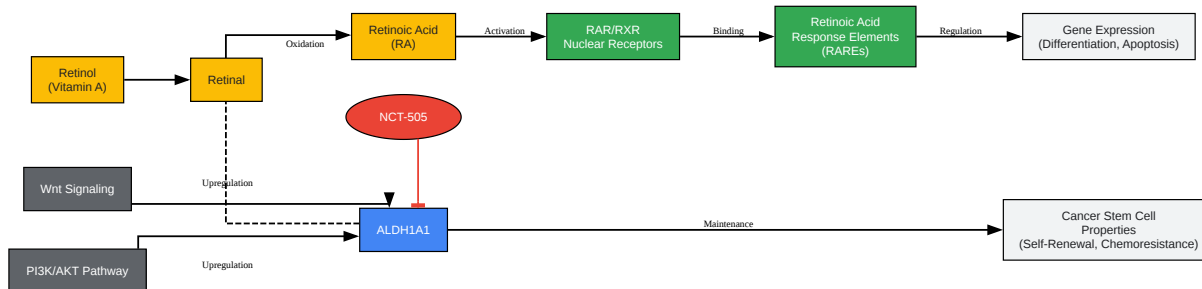 Retinol
(Vitamin A)
Retinal
Oxidation
Retinoic Acid
(RA)
Activation
RAR/RXR
Nuclear Receptors
Binding
Retinoic Acid
Response Elements
(RAREs)
Regulation
Gene Expression
(Differentiation, Apoptosis)
NCT-505
Wnt Signaling
Upregulation
ALDH1A1
Maintenance
Cancer Stem Cell
Properties
(Self-Renewal, Chemoresistance)
PI3K/AKT Pathway
Upregulation